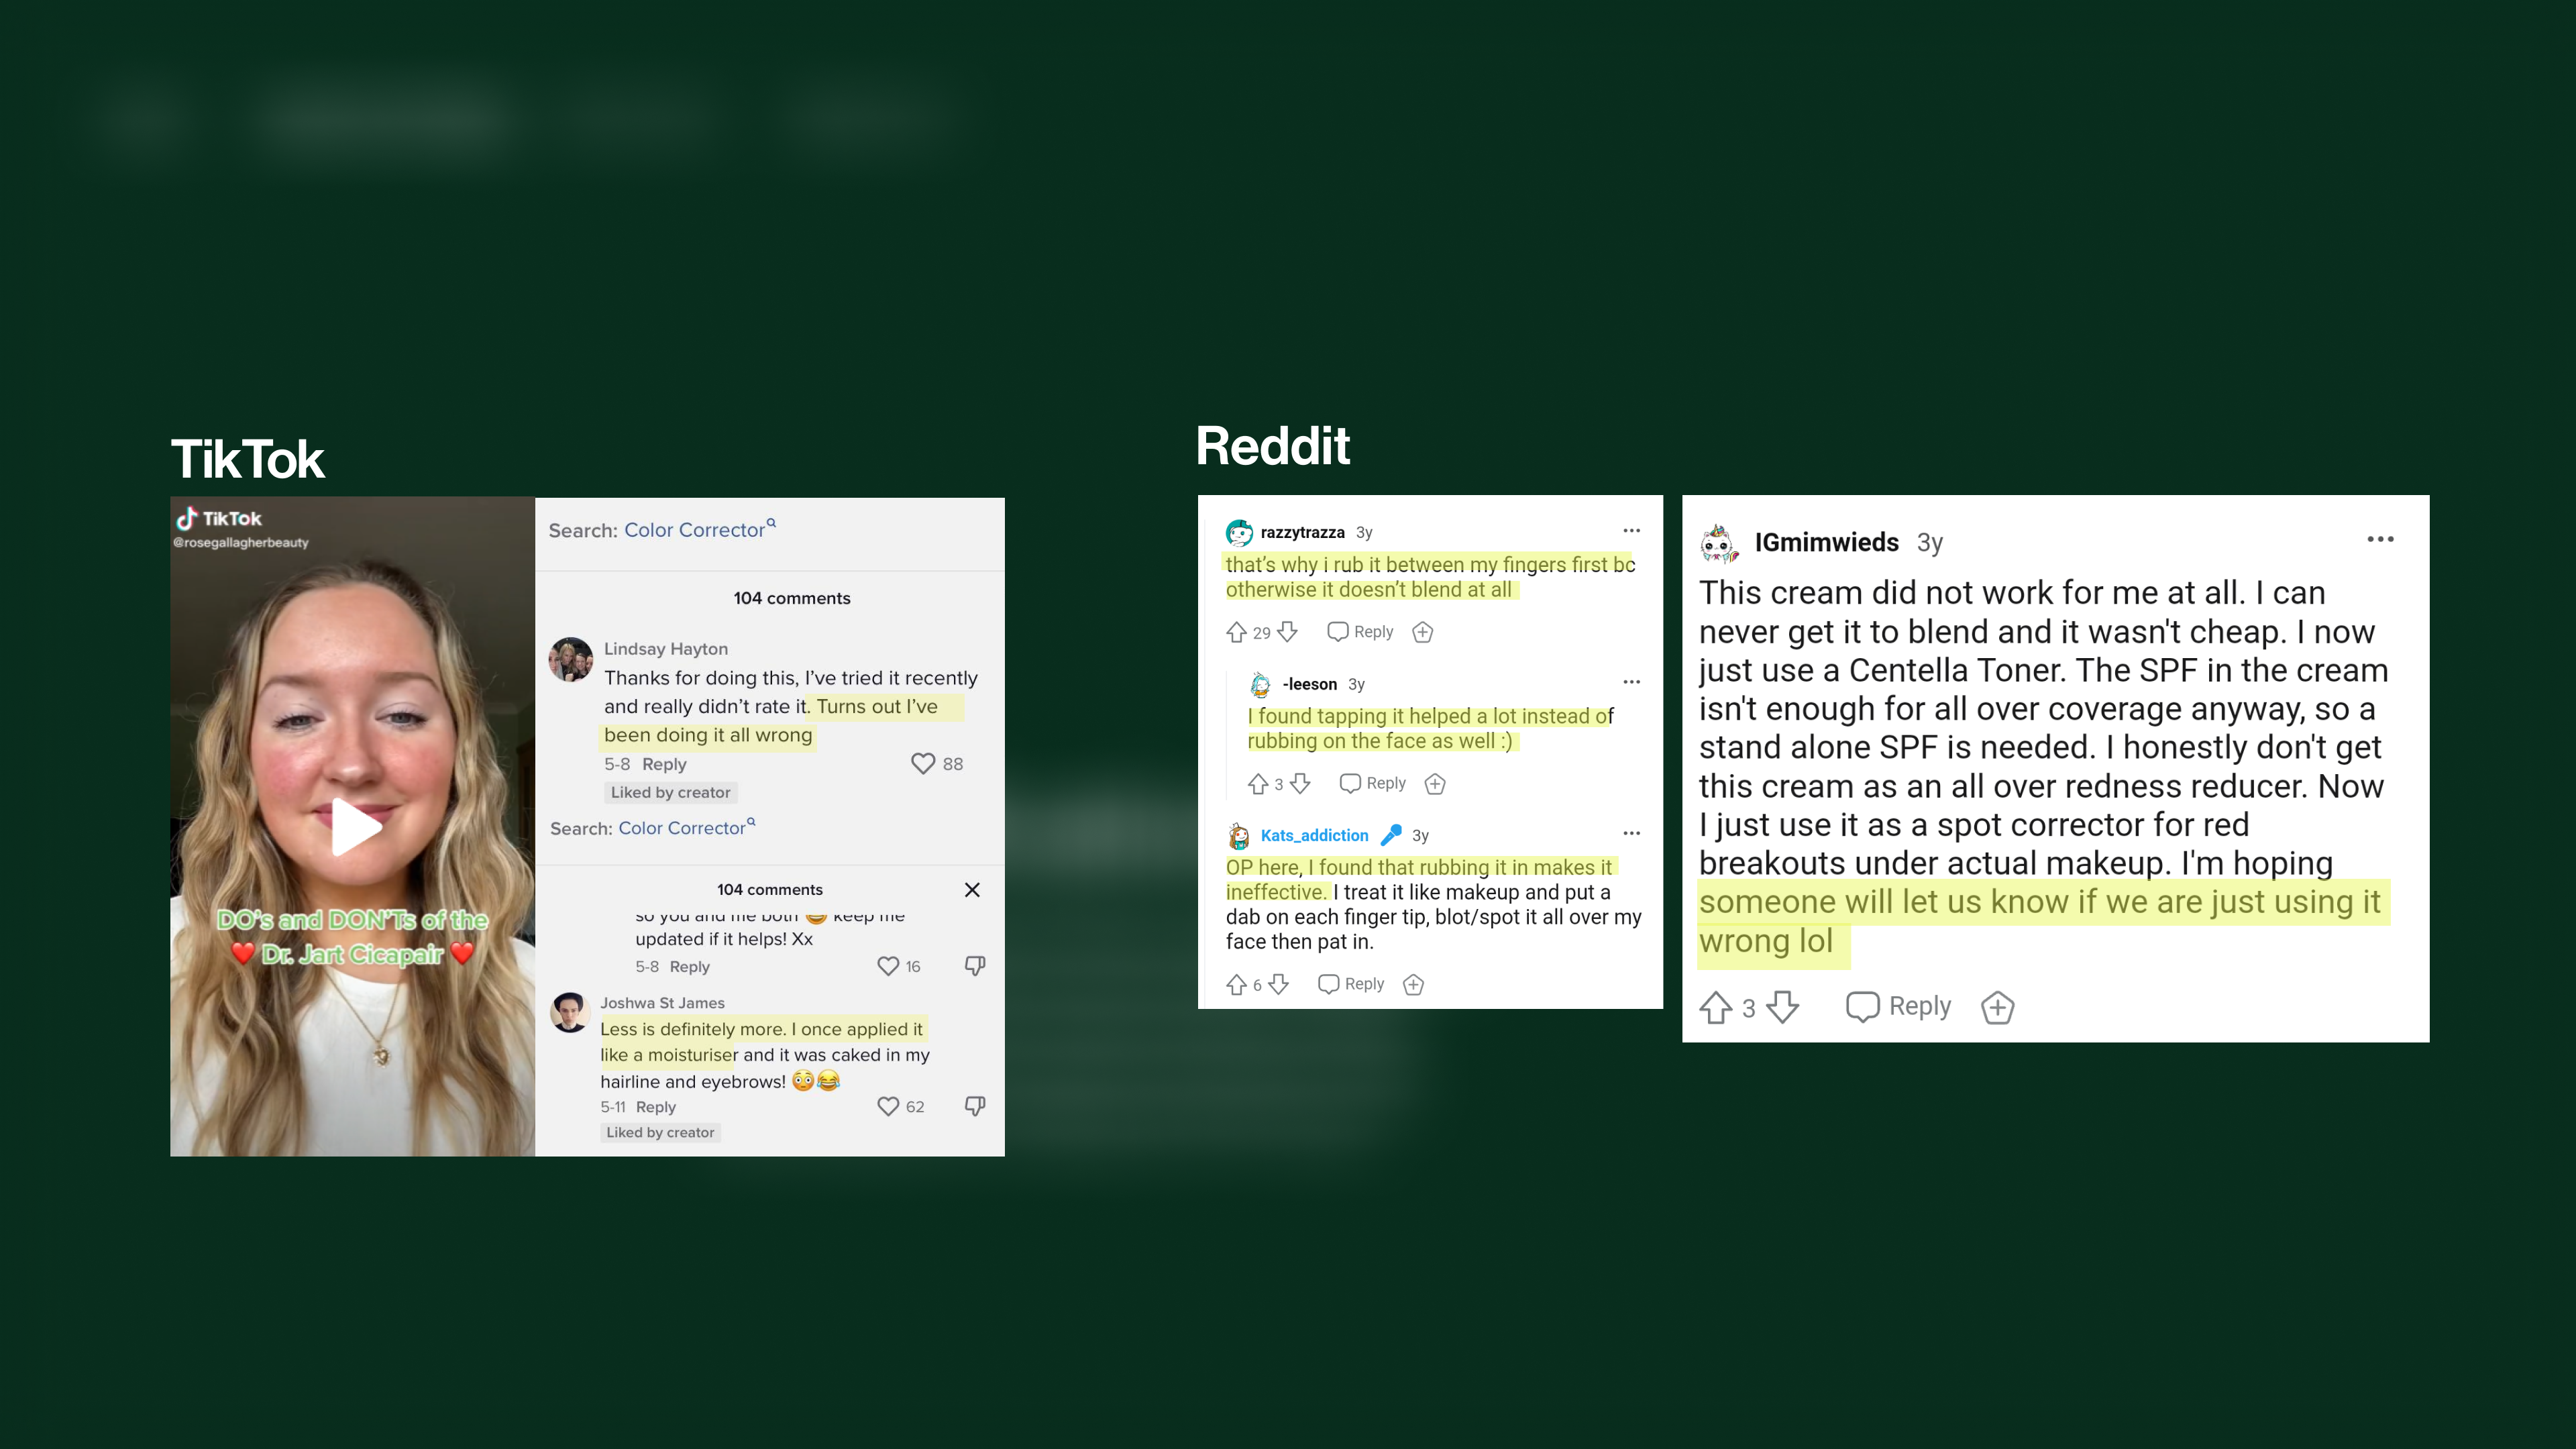 TikTok
TikTok
@rosegallagherbeauty
DO's and DON'Ts of the
❤️ Dr. Jart Cicapair ❤️
Search: Color Corrector
104 comments
Lindsay Hayton
Thanks for doing this, I've tried it recently
and really didn't rate it. Turns out I've
been doing it all wrong
5-8 Reply 88
Liked by creator
Search: Color Corrector
104 comments
so you and me both 😅 keep me
updated if it helps! Xx
5-8 Reply 16
Joshwa St James
Less is definitely more. I once applied it
like a moisturiser and it was caked in my
hairline and eyebrows! 😳😂
5-11 Reply 62
Liked by creator
Reddit
razzytrazza 3y
that's why i rub it between my fingers first bc
otherwise it doesn't blend at all
29 Reply
-leeson 3y
I found tapping it helped a lot instead of
rubbing on the face as well :)
3 Reply
Kats_addiction 3y
OP here, I found that rubbing it in makes it
ineffective. I treat it like makeup and put a
dab on each finger tip, blot/spot it all over my
face then pat in.
6 Reply
IGmimwieds 3y
This cream did not work for me at all. I can
never get it to blend and it wasn't cheap. I now
just use a Centella Toner. The SPF in the cream
isn't enough for all over coverage anyway, so a
stand alone SPF is needed. I honestly don't get
this cream as an all over redness reducer. Now
I just use it as a spot corrector for red
breakouts under actual makeup. I'm hoping
someone will let us know if we are just using it
wrong lol
3 Reply